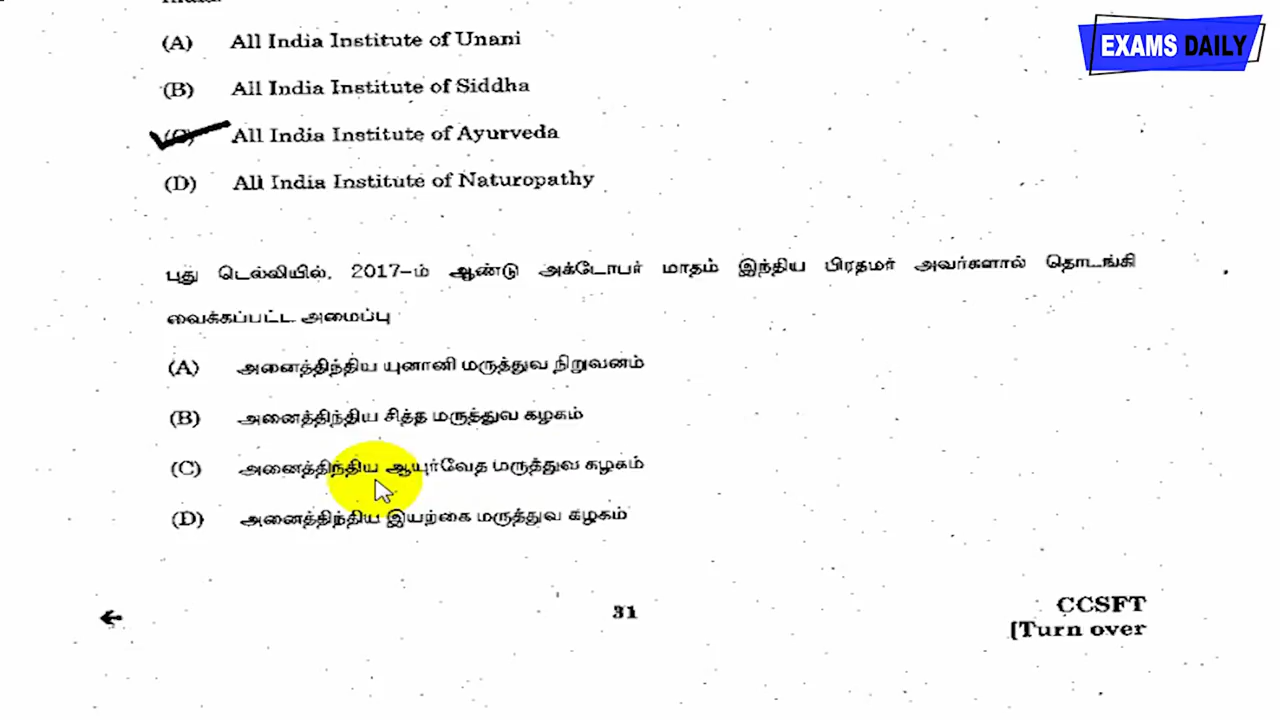 EXAMS DAILY
(A) All India Institute of Unani
(B) All India Institute of Siddha
(C) All India Institute of Ayurveda
(D) All India Institute of Naturopathy
புது டெல்லியில், 2017-ம் ஆண்டு அக்டோபர் மாதம் இந்திய பிரதமர் அவர்களால் தொடங்கி
வைக்கப்பட்ட அமைப்பு
(A) அனைத்திந்திய யுனானி மருத்துவ நிறுவனம்
(B) அனைத்திந்திய சித்த மருத்துவ கழகம்
(C) அனைத்திந்திய ஆயுர்வேத மருத்துவ கழகம்
(D) அனைத்திந்திய இயற்கை மருத்துவ கழகம்
31
CCSFT
[Turn over